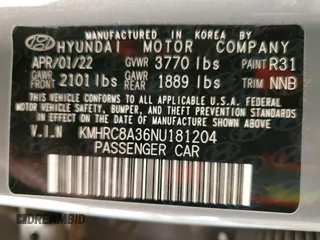 MANUFACTURED IN KOREA BY
HYUNDAI MOTOR COMPANY
APR/01/22 GVWR 3770 lbs PAINT R31
GAWR FRONT 2101 lbs GAWR REAR 1889 lbs TRIM NNB
THIS VEHICLE CONFORMS TO ALL APPLICABLE U.S.A.
FEDERAL MOTOR VEHICLE SAFETY, BUMPER, AND THEFT
PREVENTION STANDARDS IN EFFECT ON THE DATE OF
MANUFACTURE SHOWN ABOVE.
V.I.N KMHRC8A36NU181204
PASSENGER CAR
DREAMBID